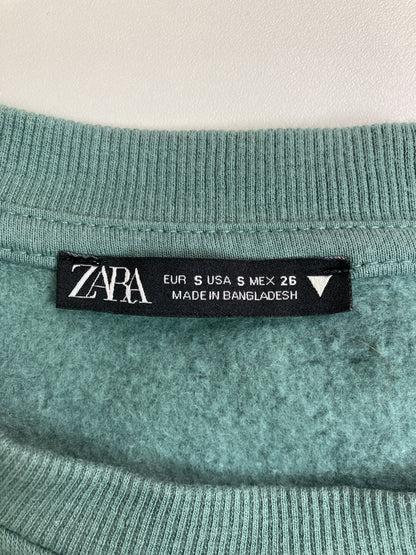 ZARA
EUR S USA S MEX 26
MADE IN BANGLADESH